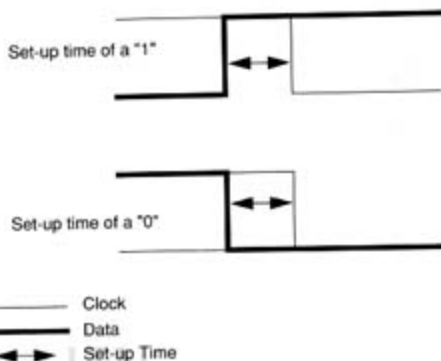 Set-up time of a "1"
Set-up time of a "0"
Clock
Data
Set-up Time